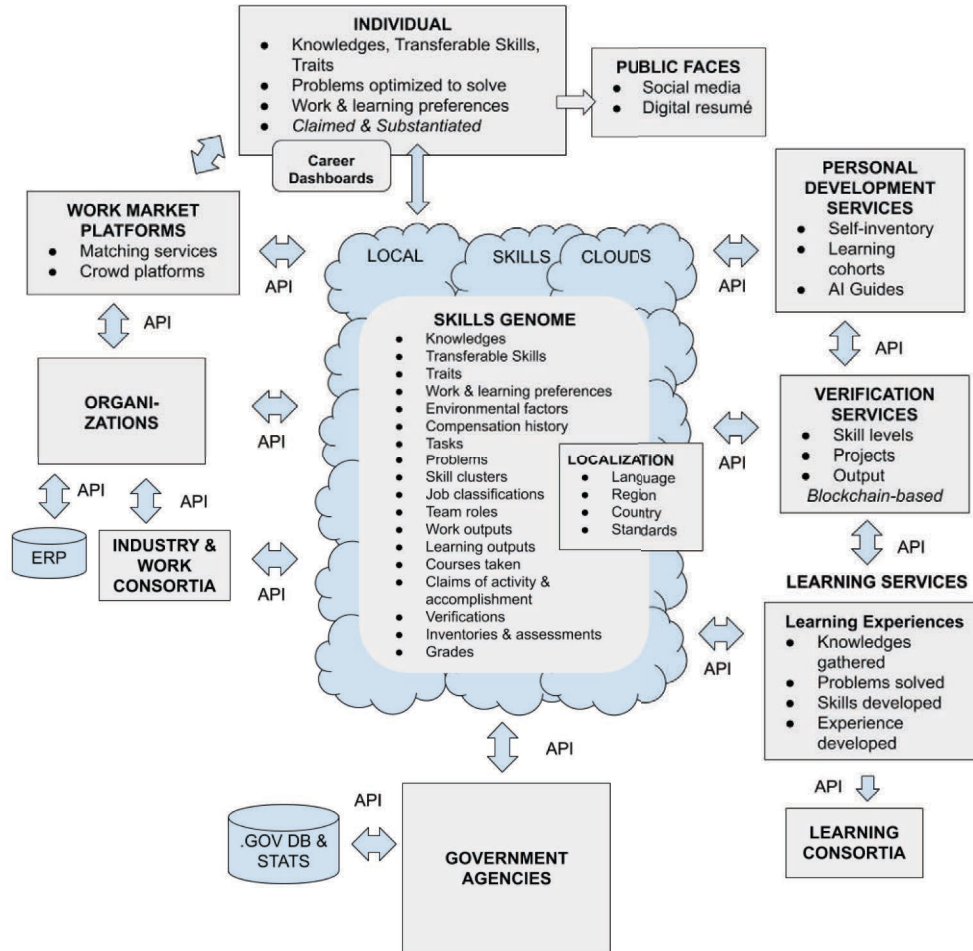 INDIVIDUAL
● Knowledges, Transferable Skills,
Traits
● Problems optimized to solve
● Work & learning preferences
● Claimed & Substantiated
Career
Dashboards
PUBLIC FACES
● Social media
● Digital resumé
WORK MARKET
PLATFORMS
● Matching services
● Crowd platforms
API
API
ORGANI-
ZATIONS
API
API
API
ERP
INDUSTRY &
WORK
CONSORTIA
API
LOCAL
SKILLS
CLOUDS
SKILLS GENOME
● Knowledges
● Transferable Skills
● Traits
● Work & learning preferences
● Environmental factors
● Compensation history
● Tasks
● Problems
● Skill clusters
● Job classifications
● Team roles
● Work outputs
● Learning outputs
● Courses taken
● Claims of activity &
accomplishment
● Verifications
● Inventories & assessments
● Grades
LOCALIZATION
● Language
● Region
● Country
● Standards
API
PERSONAL
DEVELOPMENT
SERVICES
● Self-inventory
● Learning
cohorts
● AI Guides
API
API
VERIFICATION
SERVICES
● Skill levels
● Projects
● Output
Blockchain-based
API
LEARNING SERVICES
API
Learning Experiences
● Knowledges
gathered
● Problems solved
● Skills developed
● Experience
developed
API
LEARNING
CONSORTIA
API
API
.GOV DB &
STATS
GOVERNMENT
AGENCIES